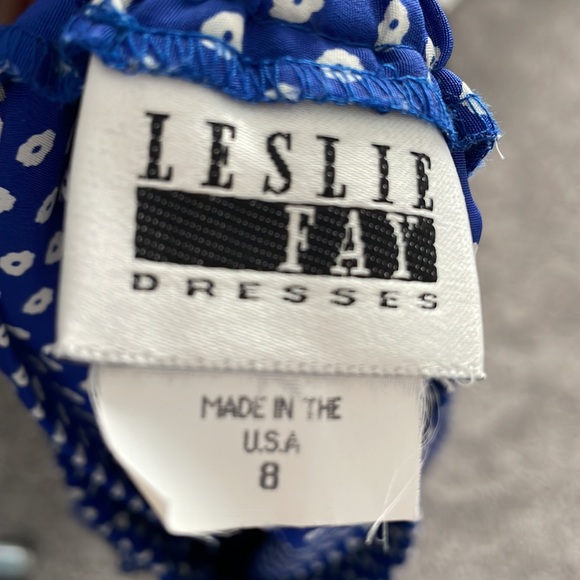 LESLIE
FAY
DRESSES
MADE IN THE
U.S.A
8